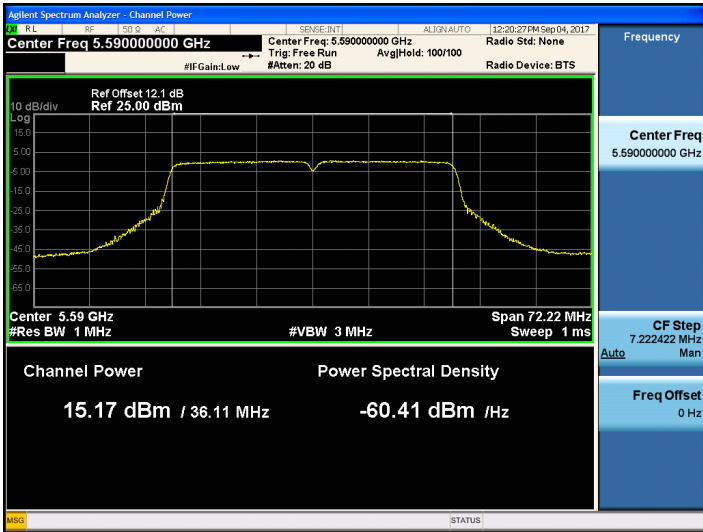 Agilent Spectrum Analyzer - Channel Power
LXI RL RF 50 Ω AC SENSE:INT ALIGN AUTO 12:20:27 PM Sep 04, 2017
Center Freq 5.590000000 GHz
Center Freq: 5.590000000 GHz
Radio Std: None
Trig: Free Run
Avg|Hold: 100/100
#IFGain:Low
#Atten: 20 dB
Radio Device: BTS
Ref Offset 12.1 dB
10 dB/div
Ref 25.00 dBm
Log
15.0
5.00
-5.00
-15.0
-25.0
-35.0
-45.0
-55.0
-65.0
Center 5.59 GHz
Span 72.22 MHz
#Res BW 1 MHz
#VBW 3 MHz
Sweep 1 ms
Channel Power
Power Spectral Density
15.17 dBm / 36.11 MHz
-60.41 dBm /Hz
Frequency
Center Freq
5.590000000 GHz
CF Step
7.222422 MHz
Auto Man
Freq Offset
0 Hz
MSG
STATUS